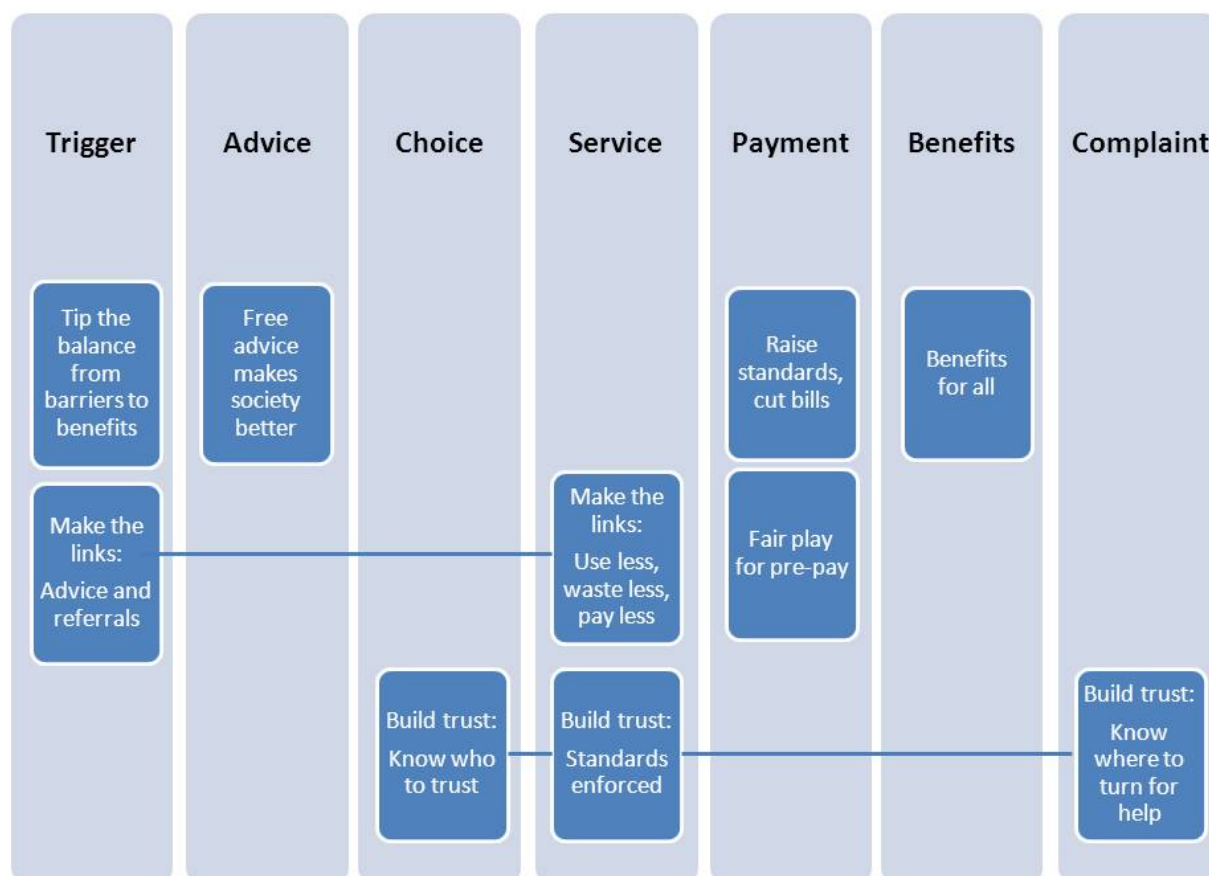 Trigger
Advice
Choice
Service
Payment
Benefits
Complaint
Tip the
balance
from
barriers to
benefits
Free
advice
makes
society
better
Raise
standards,
cut bills
Benefits
for all
Make the
links:
Advice and
referrals
Make the
links:
Use less,
waste less,
pay less
Fair play
for pre-pay
Build trust:
Know who
to trust
Build trust:
Standards
enforced
Build trust:
Know
where to
turn for
help